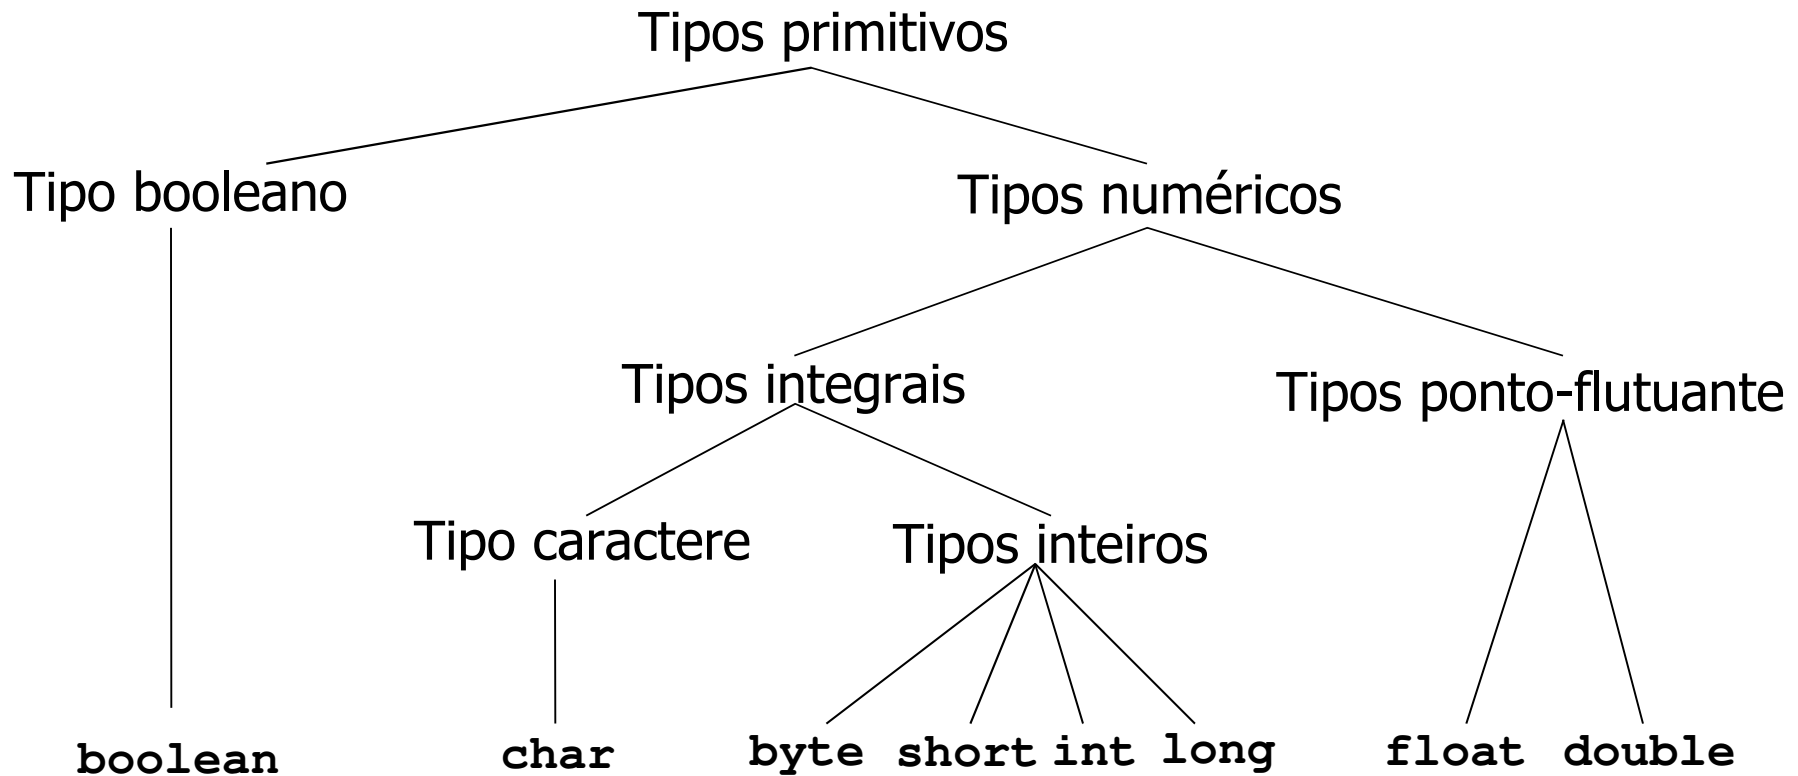 Tipos primitivos
Tipo booleano
Tipos numéricos
Tipos integrais
Tipos ponto-flutuante
Tipo caractere
Tipos inteiros
boolean
char
byte
short
int
long
float
double